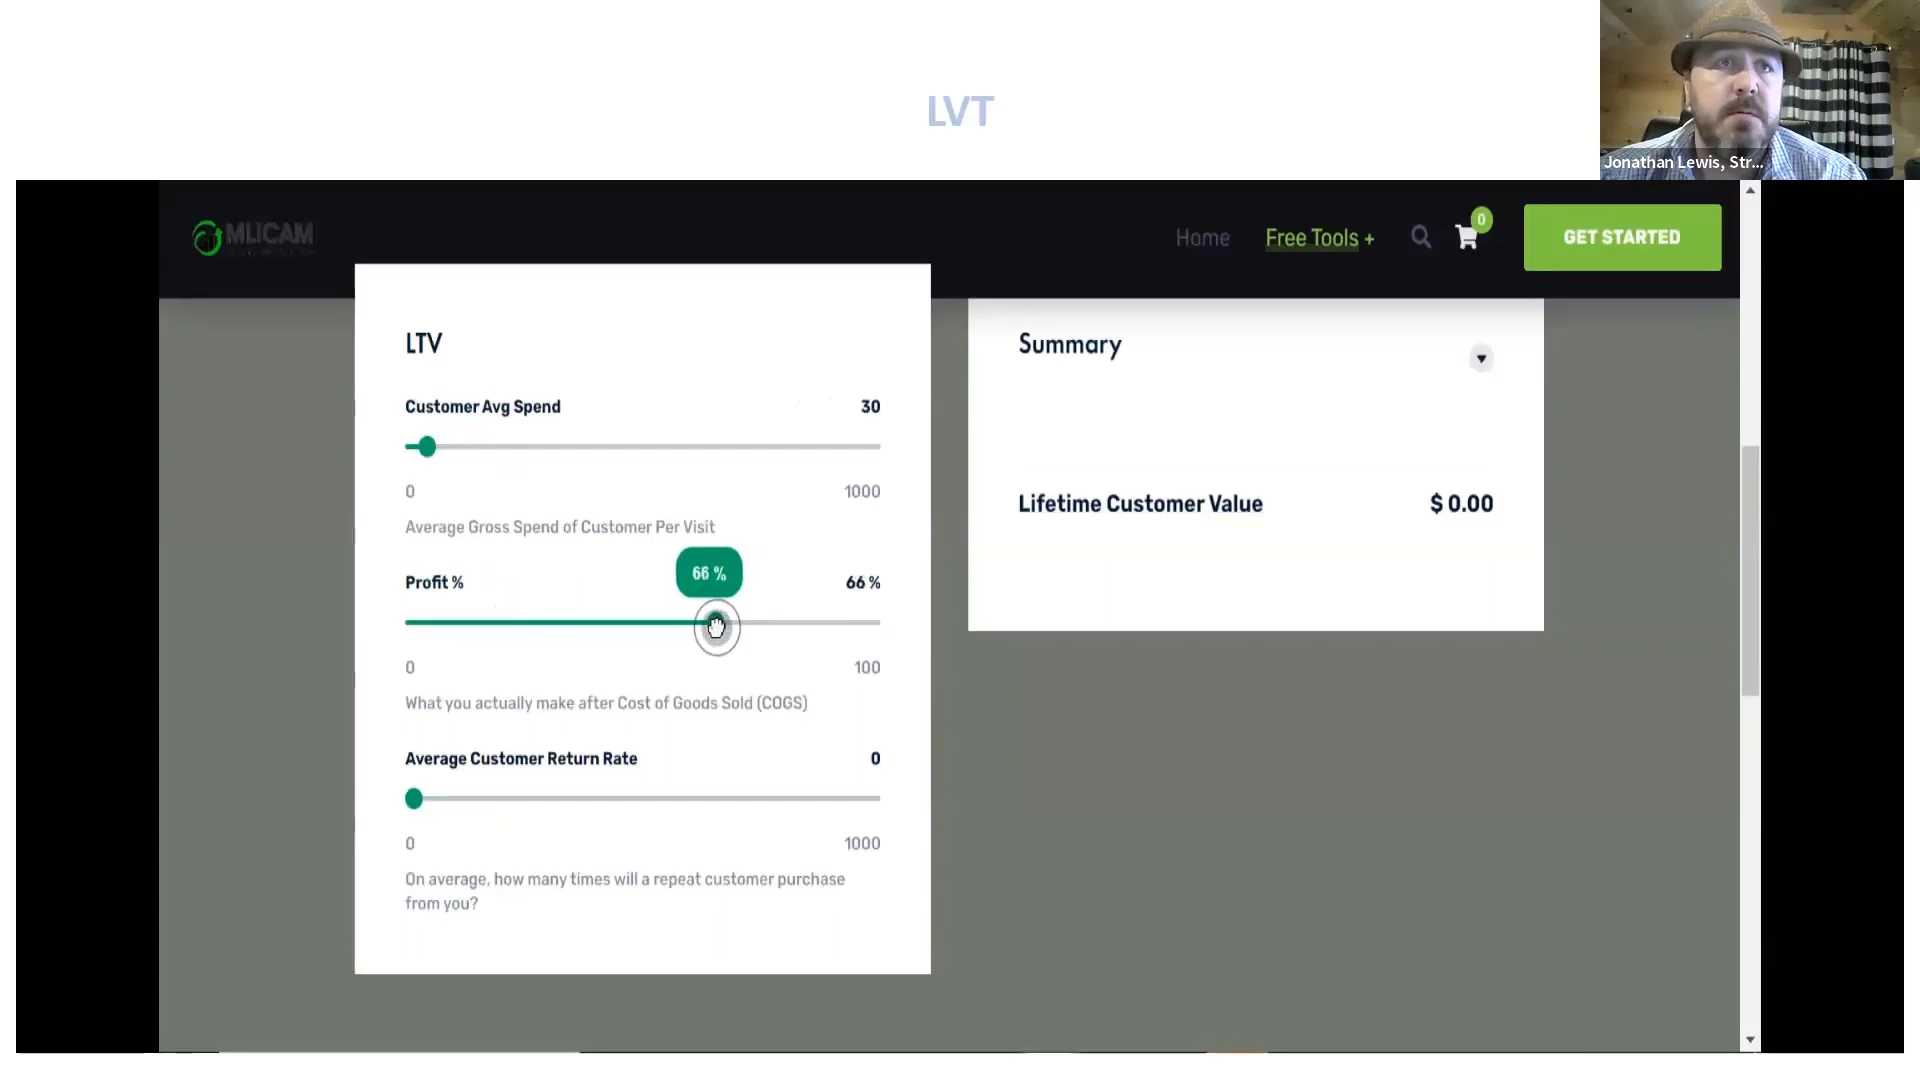 LVT
Jonathan Lewis, Str...
MLICAM
Home
Free Tools +
0
GET STARTED
LTV
Customer Avg Spend
30
0
1000
Average Gross Spend of Customer Per Visit
Profit %
66 %
66 %
0
100
What you actually make after Cost of Goods Sold (COGS)
Average Customer Return Rate
0
0
1000
On average, how many times will a repeat customer purchase
from you?
Summary
Lifetime Customer Value
$ 0.00